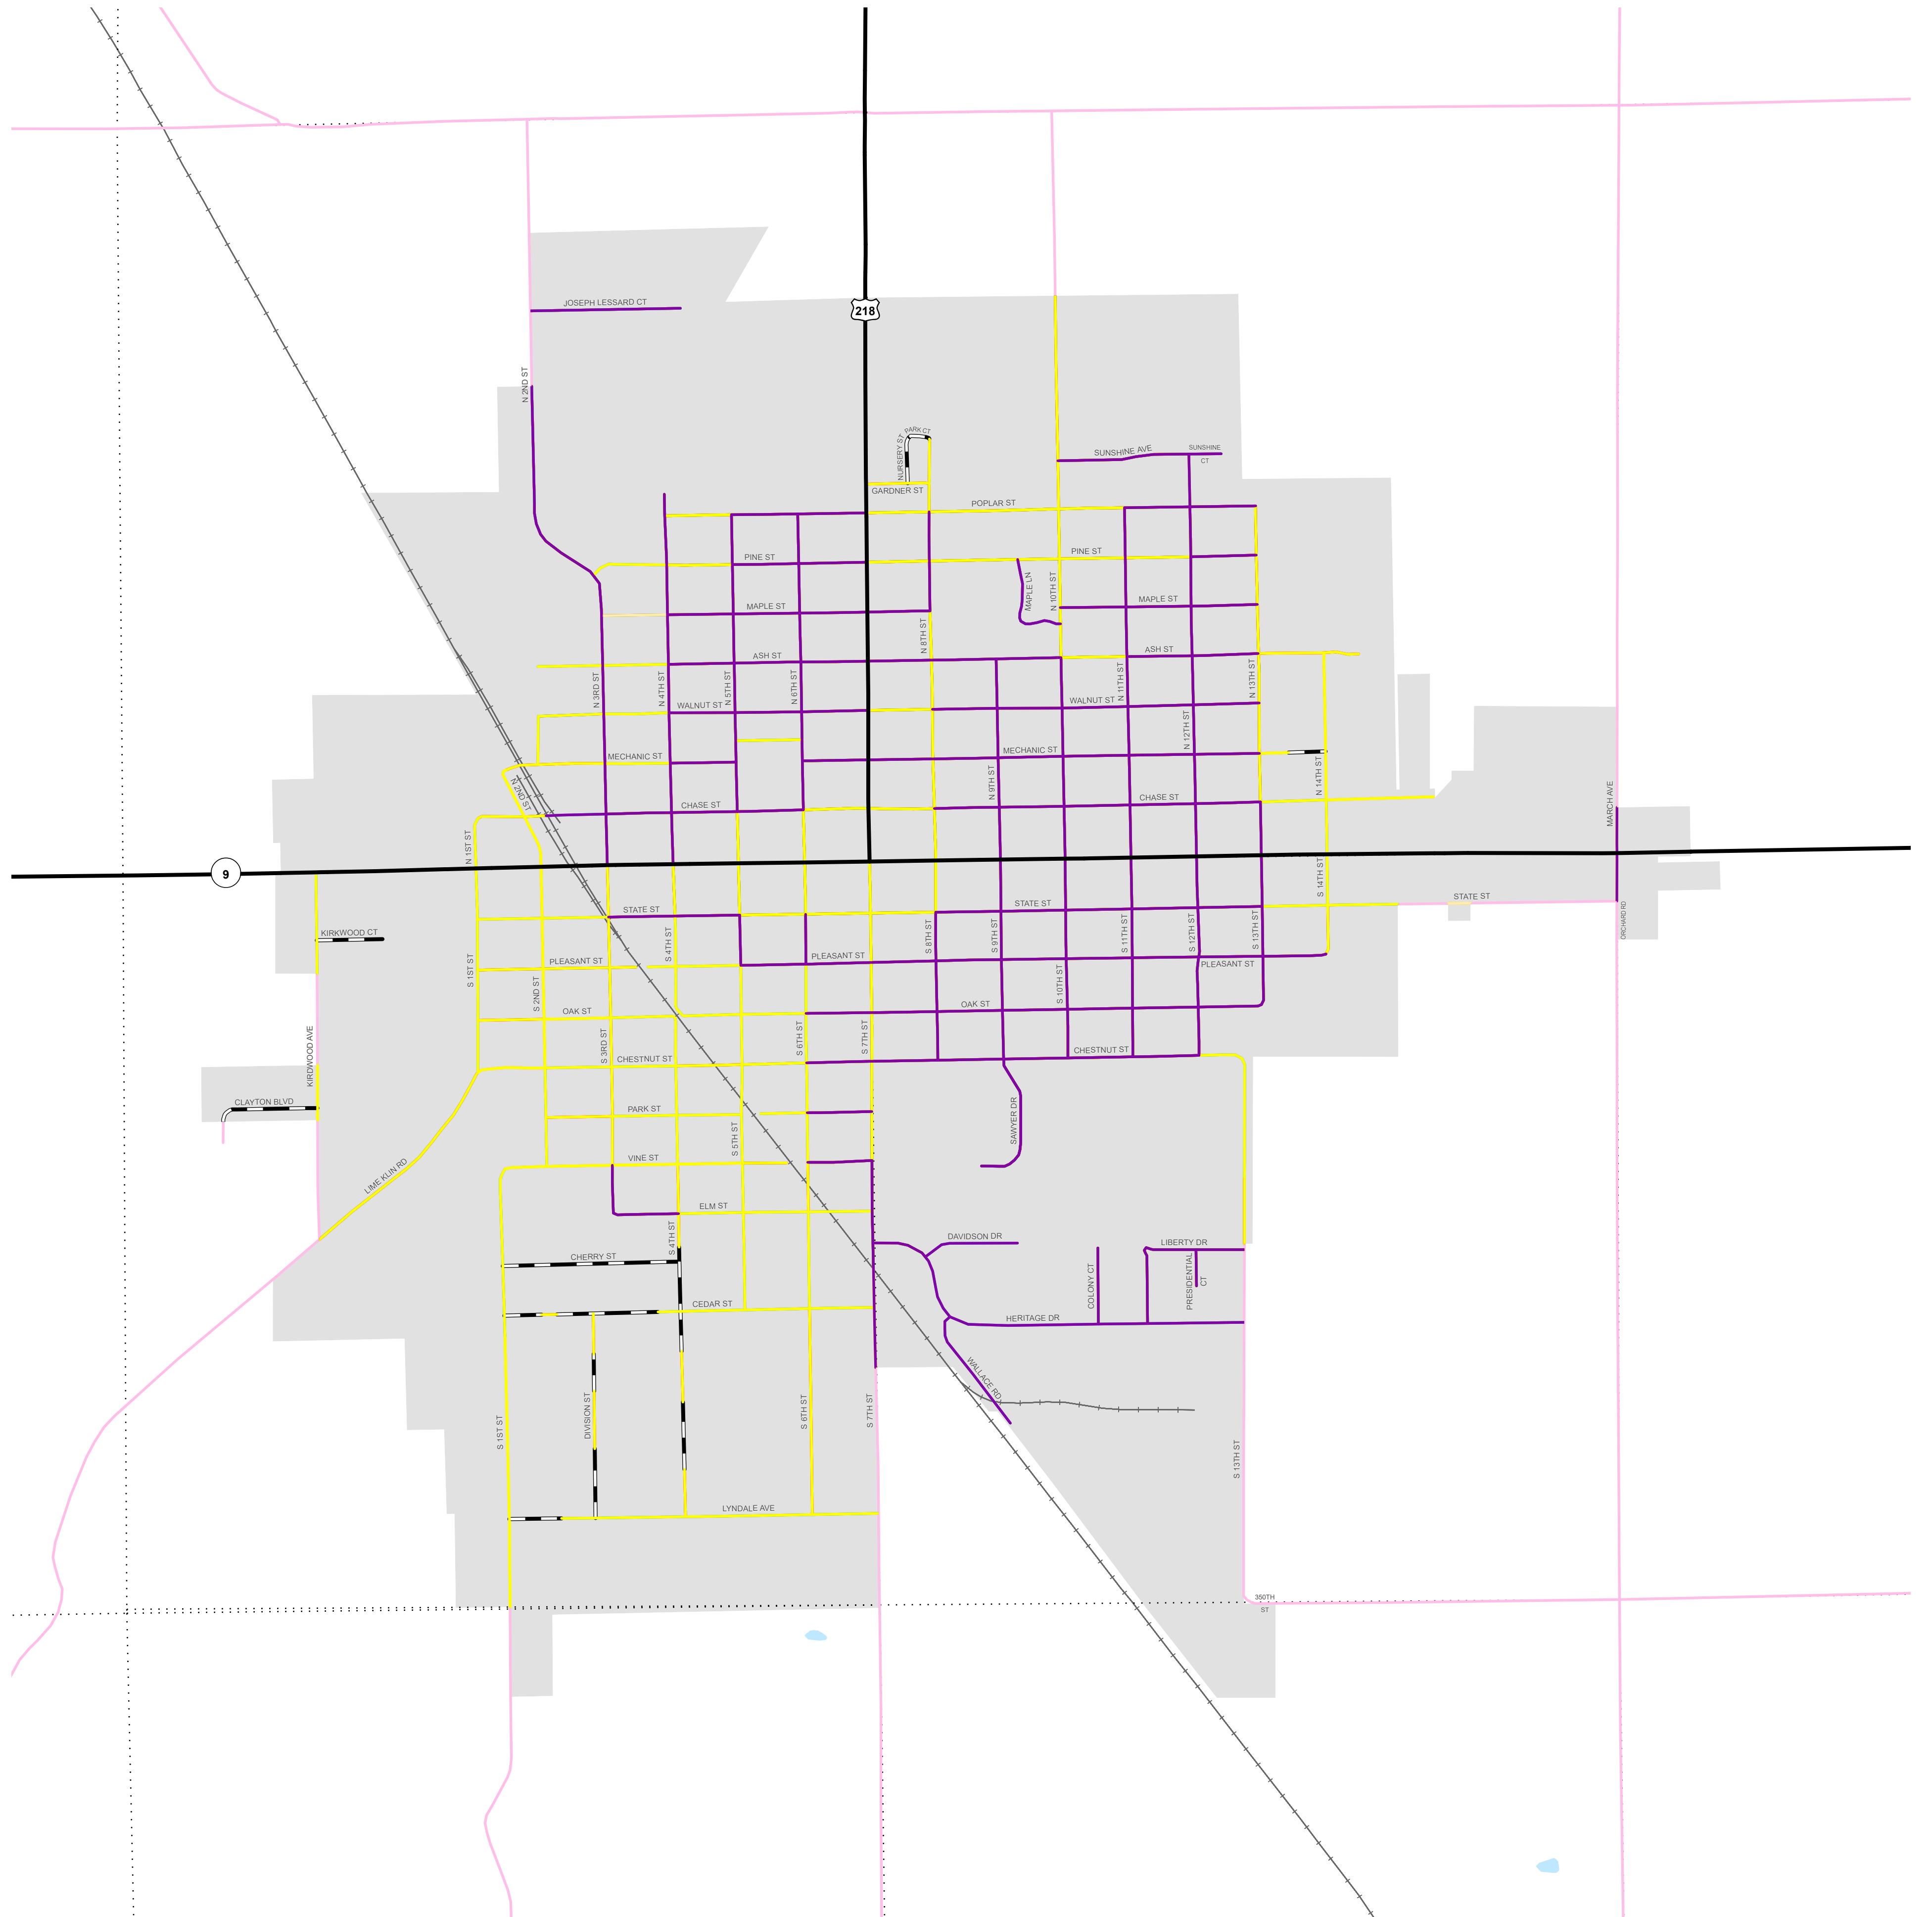 JOSEPH LESSARD CT
218
N 2ND ST
PARK CT
NURSERY ST
SUNSHINE AVE
SUNSHINE
CT
GARDNER ST
POPLAR ST
PINE ST
PINE ST
MAPLE LN
N 10TH ST
MAPLE ST
MAPLE ST
N 8TH ST
ASH ST
ASH ST
N 3RD ST
N 4TH ST
N 5TH ST
N 6TH ST
N 11TH ST
N 13TH ST
WALNUT ST
WALNUT ST
N 12TH ST
MECHANIC ST
MECHANIC ST
N 9TH ST
N 14TH ST
N 2ND ST
CHASE ST
CHASE ST
MARCH AVE
N 1ST ST
9
S 14TH ST
STATE ST
STATE ST
STATE ST
KIRKWOOD CT
S 4TH ST
S 8TH ST
S 9TH ST
S 11TH ST
S 12TH ST
S 13TH ST
ORCHARD RD
S 1ST ST
PLEASANT ST
PLEASANT ST
PLEASANT ST
S 2ND ST
S 10TH ST
OAK ST
OAK ST
KIRDWOOD AVE
S 3RD ST
S 6TH ST
S 7TH ST
CHESTNUT ST
CHESTNUT ST
CLAYTON BLVD
PARK ST
S 5TH ST
SAWYER DR
LIME KLIN RD
VINE ST
ELM ST
S 4TH ST
CHERRY ST
DAVIDSON DR
LIBERTY DR
COLONY CT
PRESIDENTIAL
CT
CEDAR ST
HERITAGE DR
WALLACE RD
S 1ST ST
DIVISION ST
S 6TH ST
S 7TH ST
S 13TH ST
LYNDALE AVE
350TH
ST